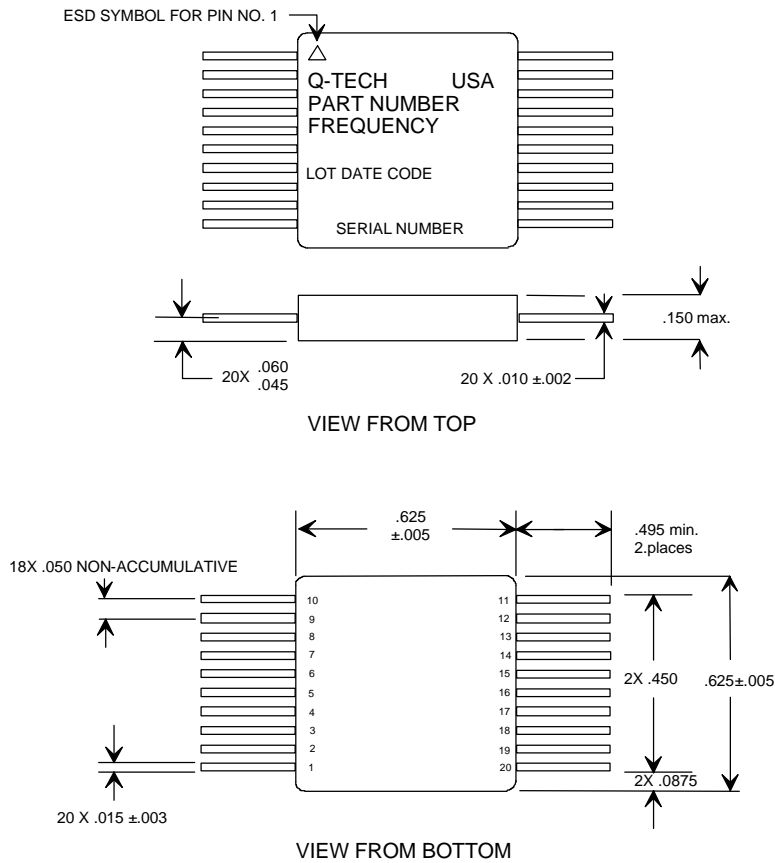 ESD SYMBOL FOR PIN NO. 1
Q-TECH USA
PART NUMBER
FREQUENCY
LOT DATE CODE
SERIAL NUMBER
.150 max.
20X .060
.045
20 X .010 ±.002
VIEW FROM TOP
.625
±.005
.495 min.
2.places
18X .050 NON-ACCUMULATIVE
10 11
9 12
8 13
7 14
6 15
5 16
4 17
3 18
2 19
1 20
2X .450
.625±.005
2X .0875
20 X .015 ±.003
VIEW FROM BOTTOM